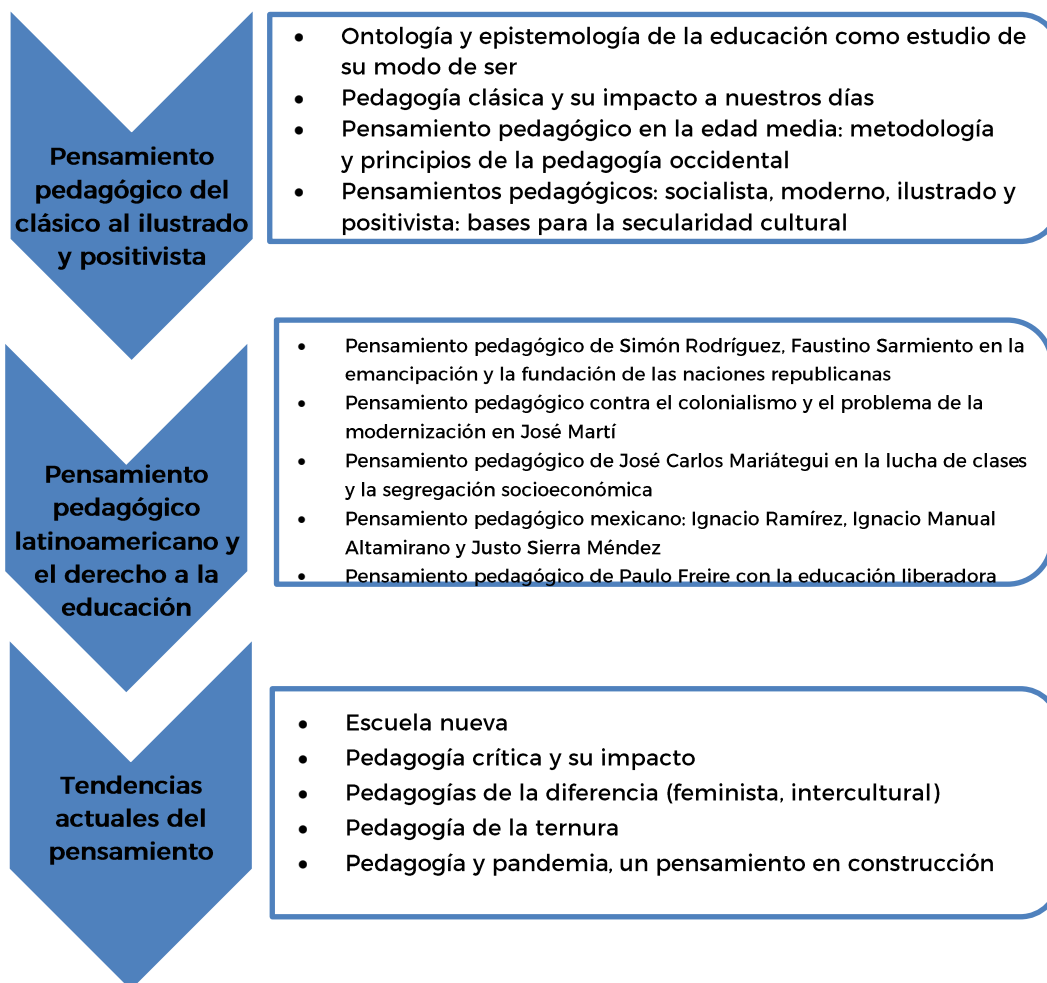 Pensamiento
pedagógico del
clásico al ilustrado
y positivista
• Ontología y epistemología de la educación como estudio de
su modo de ser
• Pedagogía clásica y su impacto a nuestros días
• Pensamiento pedagógico en la edad media: metodología
y principios de la pedagogía occidental
• Pensamientos pedagógicos: socialista, moderno, ilustrado y
positivista: bases para la secularidad cultural
Pensamiento
pedagógico
latinoamericano y
el derecho a la
educación
• Pensamiento pedagógico de Simón Rodríguez, Faustino Sarmiento en la
emancipación y la fundación de las naciones republicanas
• Pensamiento pedagógico contra el colonialismo y el problema de la
modernización en José Martí
• Pensamiento pedagógico de José Carlos Mariátegui en la lucha de clases
y la segregación socioeconómica
• Pensamiento pedagógico mexicano: Ignacio Ramírez, Ignacio Manual
Altamirano y Justo Sierra Méndez
• Pensamiento pedagógico de Paulo Freire con la educación liberadora
Tendencias
actuales del
pensamiento
• Escuela nueva
• Pedagogía crítica y su impacto
• Pedagogías de la diferencia (feminista, intercultural)
• Pedagogía de la ternura
• Pedagogía y pandemia, un pensamiento en construcción